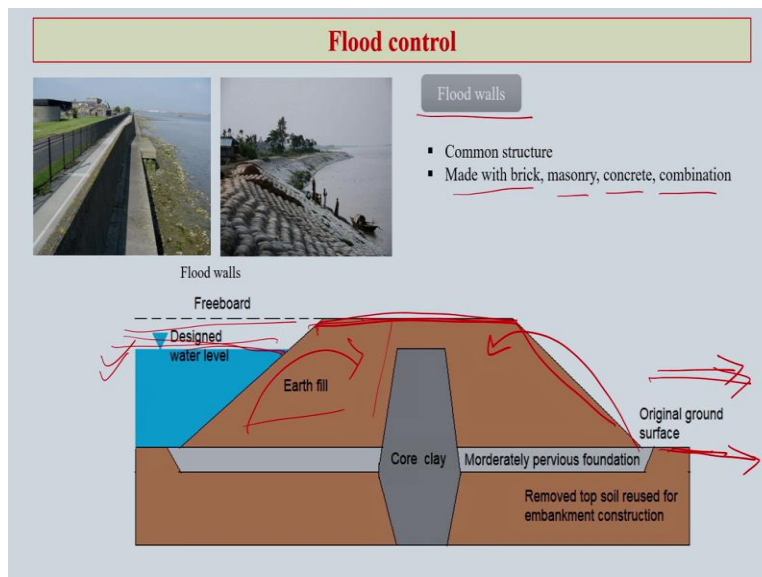 Flood control
Flood walls
▪ Common structure
▪ Made with brick, masonry, concrete, combination
Flood walls
Freeboard
Designed
water level
Earth fill
Original ground
surface
Core clay
Morderately pervious foundation
Removed top soil reused for
embankment construction